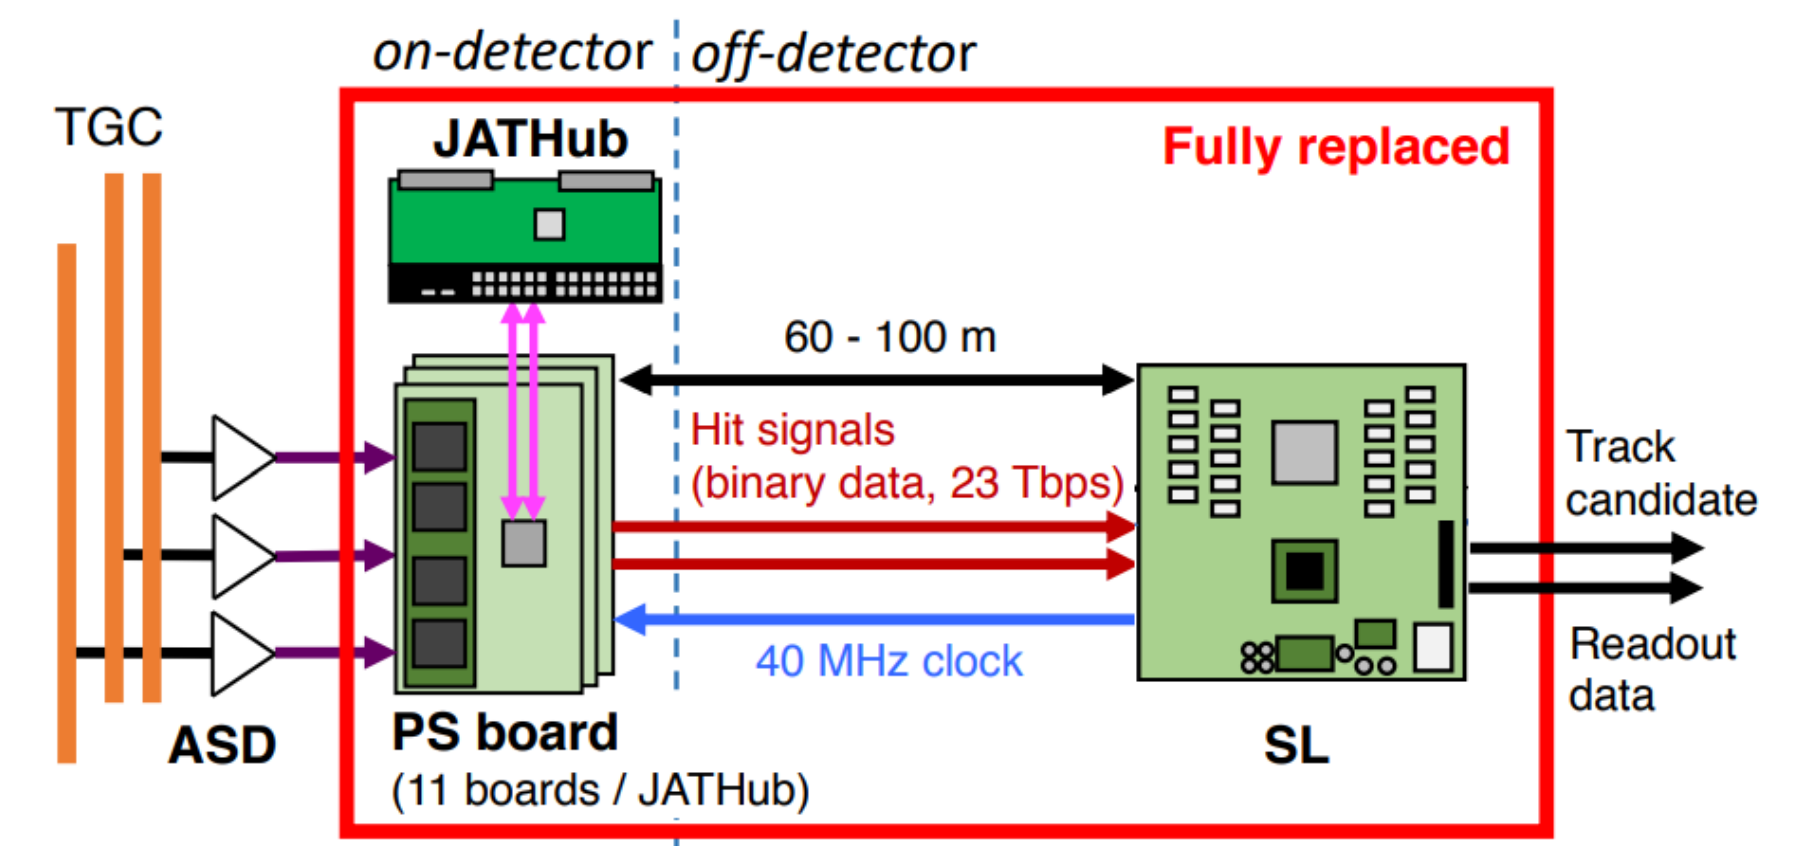 on-detector
off-detector
TGC
JATHub
Fully replaced
60 - 100 m
Hit signals
(binary data, 23 Tbps)
40 MHz clock
Track
candidate
Readout
data
ASD
PS board
(11 boards / JATHub)
SL